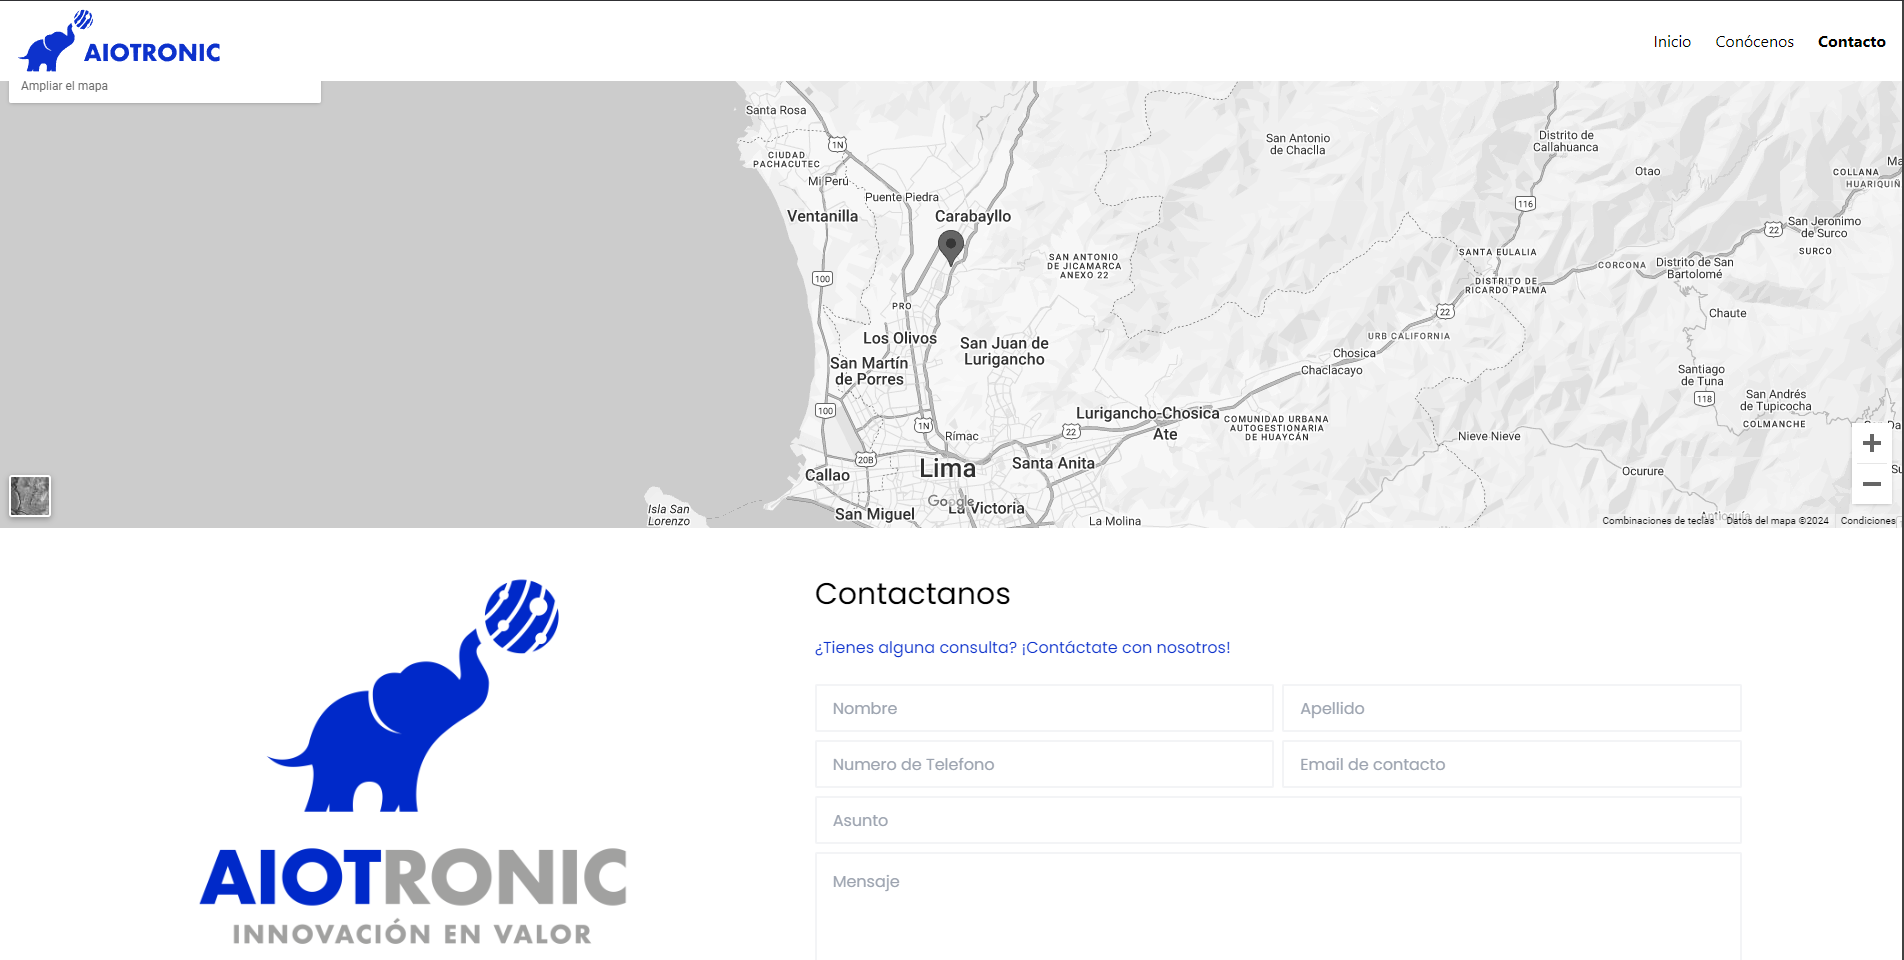 AIOTRONIC
Inicio
Conócenos
Contacto
Ampliar el mapa
Santa Rosa
1N
CIUDAD
PACHACUTEC
Mi Perú
Puente Piedra
Ventanilla
Carabayllo
San Antonio
de Chaclla
Distrito de
Callahuanca
Otao
COLLANA
116
San Jeronimo
de Surco
22
SURCO
SAN ANTONIO
DE JICAMARCA
ANEXO 22
SANTA EULALIA
CORCONA
Distrito de San
Bartolomé
100
DISTRITO DE
RICARDO PALMA
PRO
22
Chaute
Los Olivos
San Juan de
Lurigancho
URB CALIFORNIA
San Martín
de Porres
Chosica
Chaclacayo
Santiago
de Tuna
118
San Andrés
de Tupicocha
COLMANCHE
100
1N
Lurigancho-Chosica
COMUNIDAD URBANA
AUTOGESTIONARIA
DE HUAYCÁN
22
Ate
Rímac
Nieve Nieve
20B
Lima
Santa Anita
Callao
Ocurure
Google
La Victoria
San Miguel
Isla San
Lorenzo
La Molina
Antioquía
Combinaciones de teclas
Datos del mapa ©2024
Condiciones
Contactanos
¿Tienes alguna consulta? ¡Contáctate con nosotros!
Nombre
Apellido
Numero de Telefono
Email de contacto
Asunto
Mensaje
AIOTRONIC
INNOVACIÓN EN VALOR